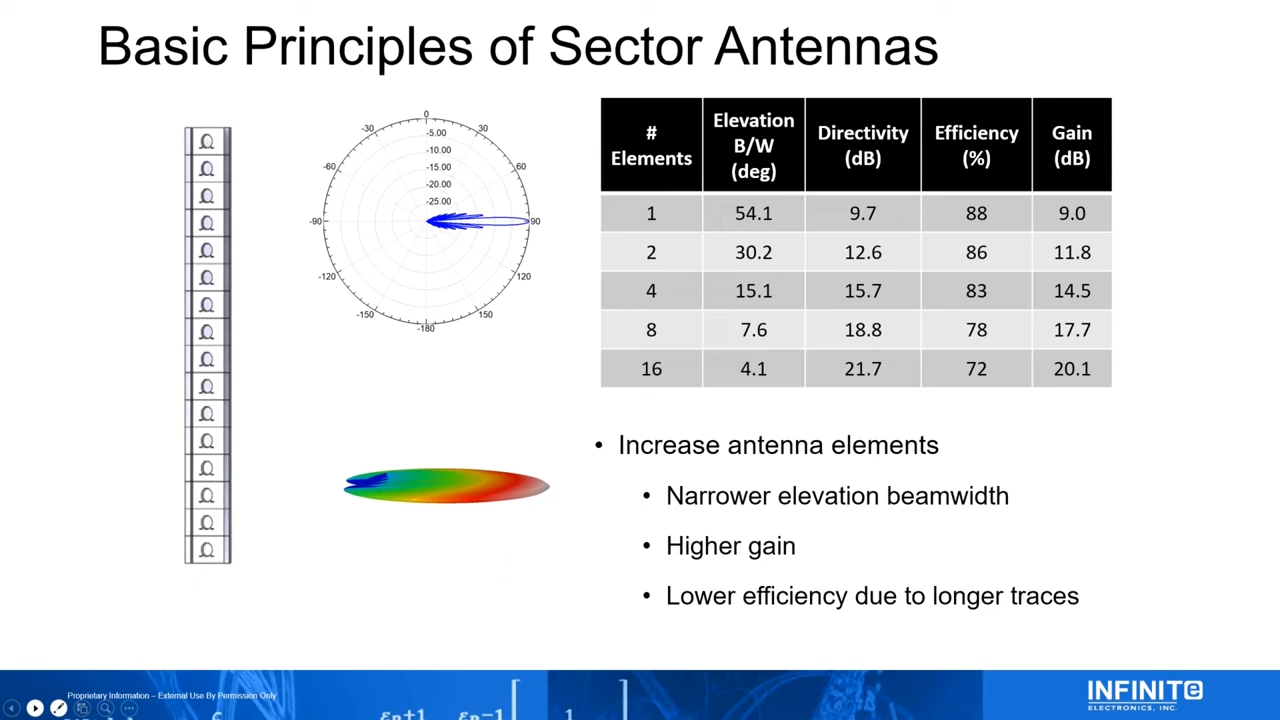 Basic Principles of Sector Antennas
0
-30
30
-60
60
-90
90
-120
120
-150
150
-180
-5.00
-10.00
-15.00
-20.00
-25.00
# Elements	Elevation B/W (deg)	Directivity (dB)	Efficiency (%)	Gain (dB)
1	54.1	9.7	88	9.0
2	30.2	12.6	86	11.8
4	15.1	15.7	83	14.5
8	7.6	18.8	78	17.7
16	4.1	21.7	72	20.1
• Increase antenna elements
• Narrower elevation beamwidth
• Higher gain
• Lower efficiency due to longer traces
Proprietary Information – External Use By Permission Only
INFINITe
ELECTRONICS, INC.